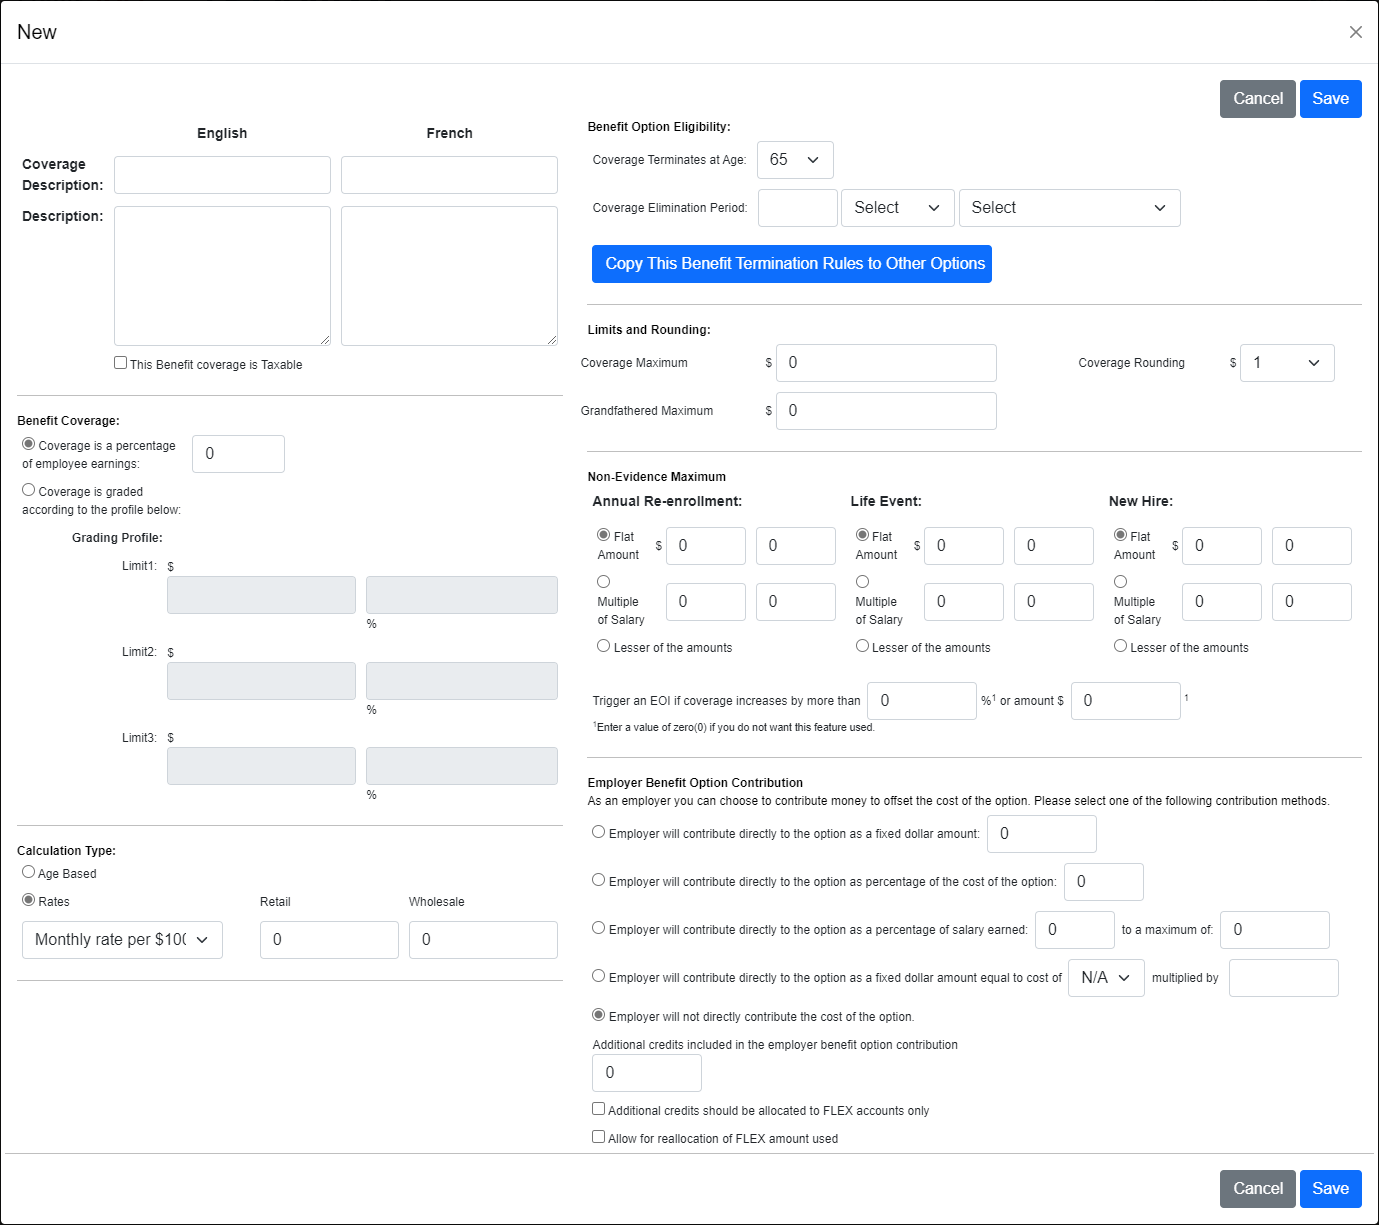 New
Cancel Save
English French
Coverage
Description:
Description:
This Benefit coverage is Taxable
Benefit Coverage:
Coverage is a percentage
of employee earnings: 0
Coverage is graded
according to the profile below:
Grading Profile:
Limit1: $
%
Limit2: $
%
Limit3: $
%
Calculation Type:
Age Based
Rates Retail Wholesale
Monthly rate per $100 0 0
Benefit Option Eligibility:
Coverage Terminates at Age: 65
Coverage Elimination Period: Select Select
Copy This Benefit Termination Rules to Other Options
Limits and Rounding:
Coverage Maximum $ 0 Coverage Rounding $ 1
Grandfathered Maximum $ 0
Non-Evidence Maximum
Annual Re-enrollment: Life Event: New Hire:
Flat
Amount $ 0 0 Flat
Amount $ 0 0 Flat
Amount $ 0 0
Multiple
of Salary 0 0 Multiple
of Salary 0 0 Multiple
of Salary 0 0
Lesser of the amounts Lesser of the amounts Lesser of the amounts
Trigger an EOI if coverage increases by more than 0 %¹ or amount $ 0 ¹
¹Enter a value of zero(0) if you do not want this feature used.
Employer Benefit Option Contribution
As an employer you can choose to contribute money to offset the cost of the option. Please select one of the following contribution methods.
Employer will contribute directly to the option as a fixed dollar amount: 0
Employer will contribute directly to the option as percentage of the cost of the option: 0
Employer will contribute directly to the option as a percentage of salary earned: 0 to a maximum of: 0
Employer will contribute directly to the option as a fixed dollar amount equal to cost of N/A multiplied by
Employer will not directly contribute the cost of the option.
Additional credits included in the employer benefit option contribution
0
Additional credits should be allocated to FLEX accounts only
Allow for reallocation of FLEX amount used
Cancel Save